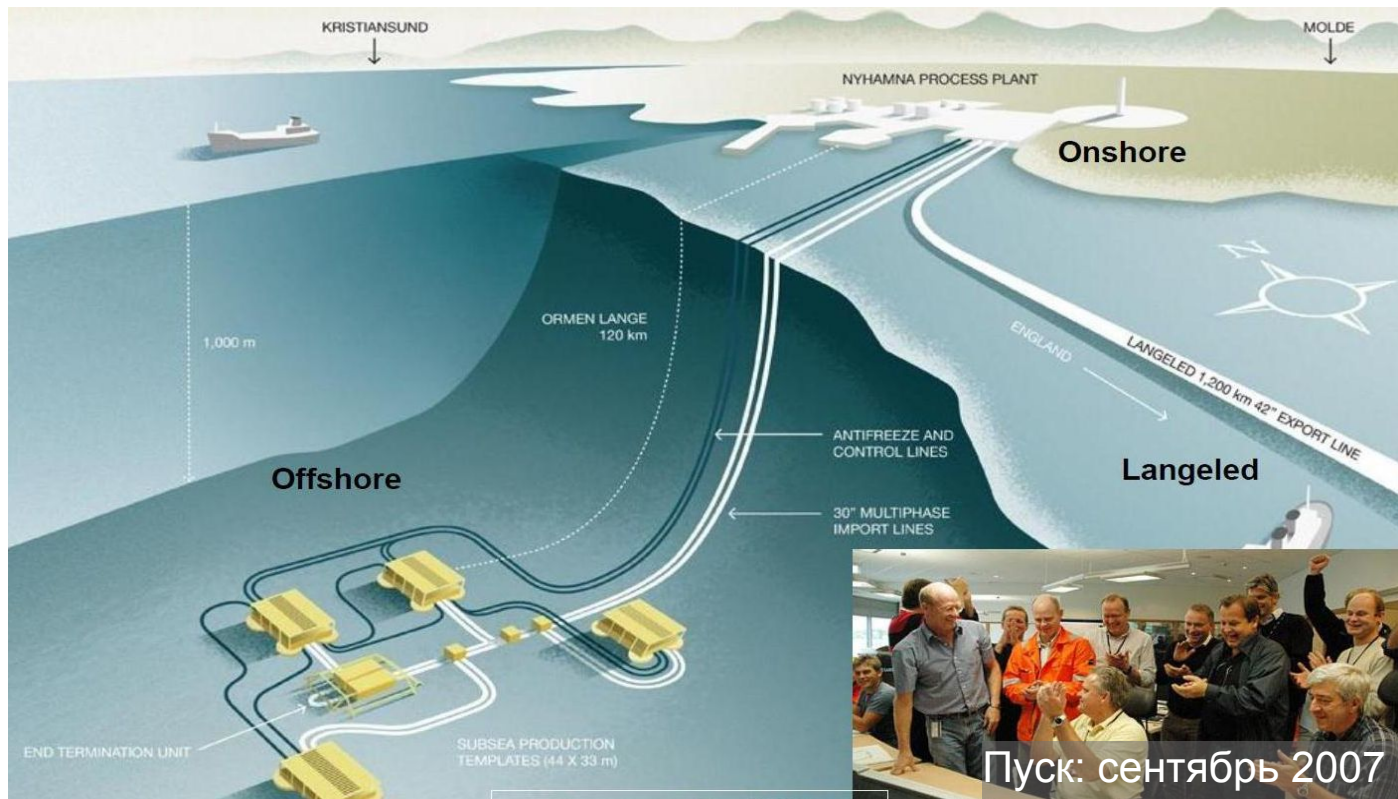 KRISTIANSUND
MOLDE
NYHAMNA PROCESS PLANT
Onshore
N
1,000 m
ORMEN LANGE
120 km
ENGLAND
LANGELED 1,200 km 42" EXPORT LINE
ANTIFREEZE AND
CONTROL LINES
Offshore
Langeled
30" MULTIPHASE
IMPORT LINES
END TERMINATION UNIT
SUBSEA PRODUCTION
TEMPLATES (44 X 33 m)
Пуск: сентябрь 2007